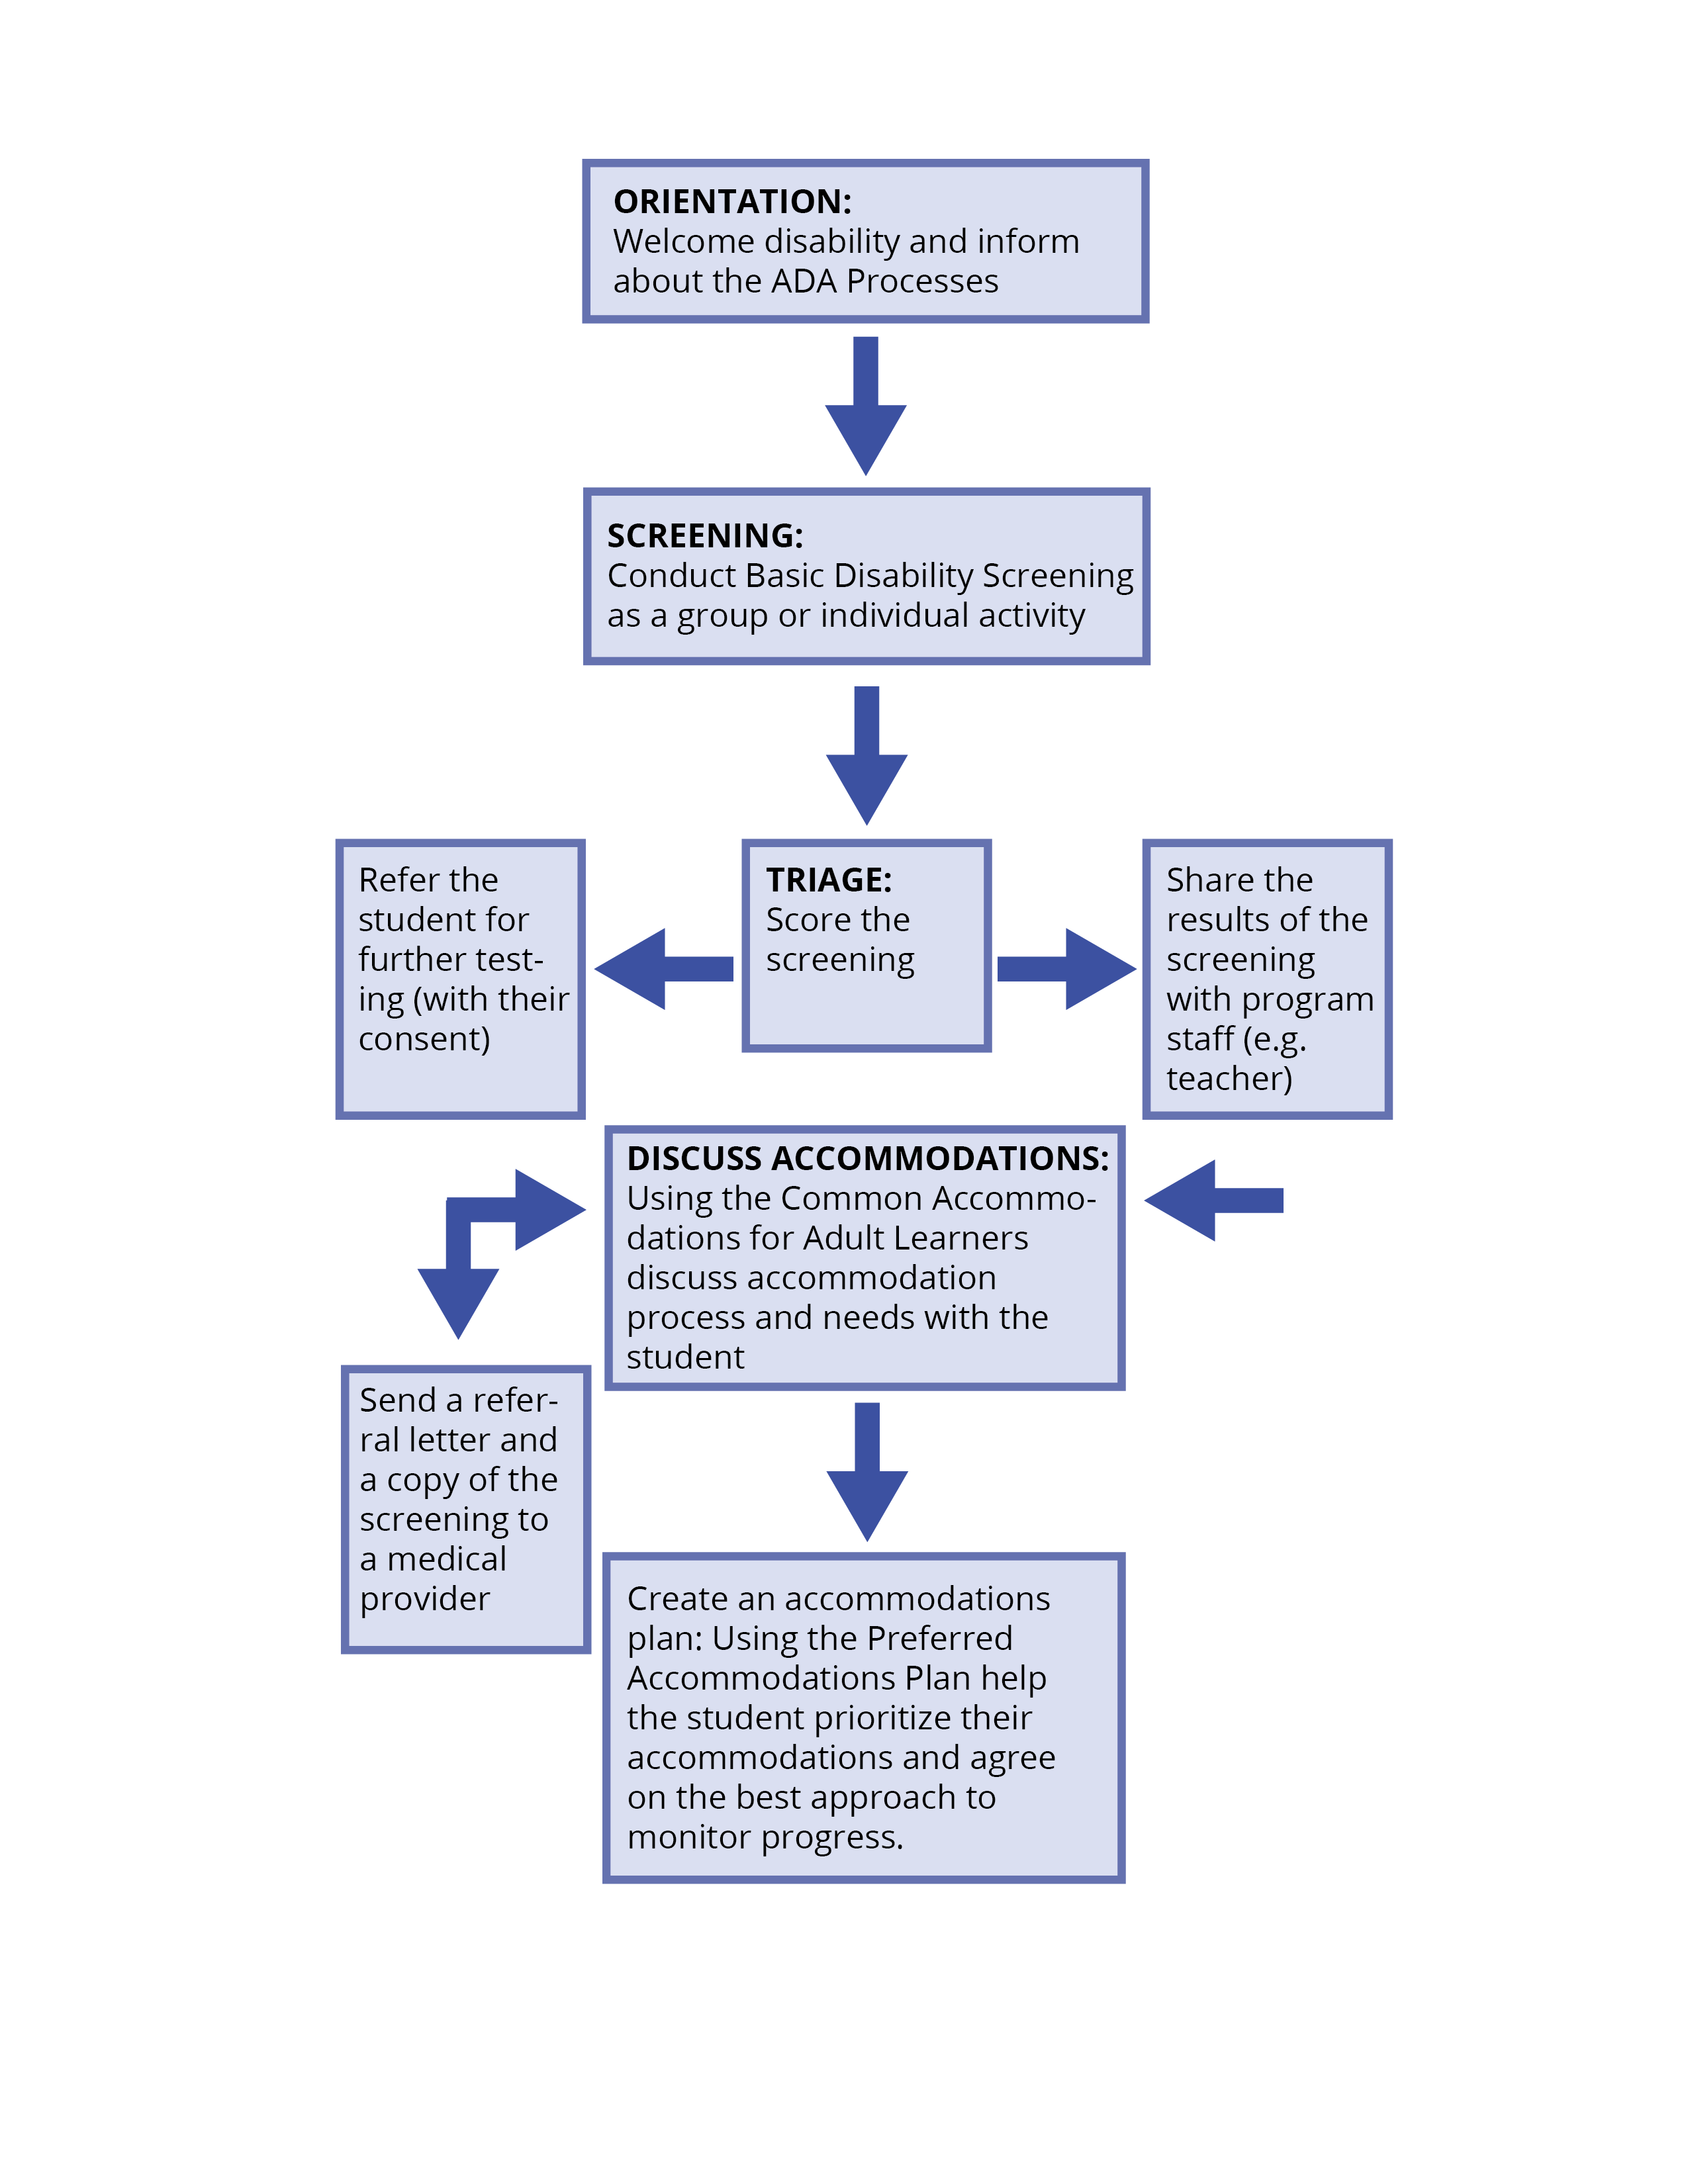 ORIENTATION:
Welcome disability and inform
about the ADA Processes
SCREENING:
Conduct Basic Disability Screening
as a group or individual activity
Refer the
student for
further test-
ing (with their
consent)
TRIAGE:
Score the
screening
Share the
results of the
screening
with program
staff (e.g.
teacher)
DISCUSS ACCOMMODATIONS:
Using the Common Accommo-
dations for Adult Learners
discuss accommodation
process and needs with the
student
Send a refer-
ral letter and
a copy of the
screening to
a medical
provider
Create an accommodations
plan: Using the Preferred
Accommodations Plan help
the student prioritize their
accommodations and agree
on the best approach to
monitor progress.